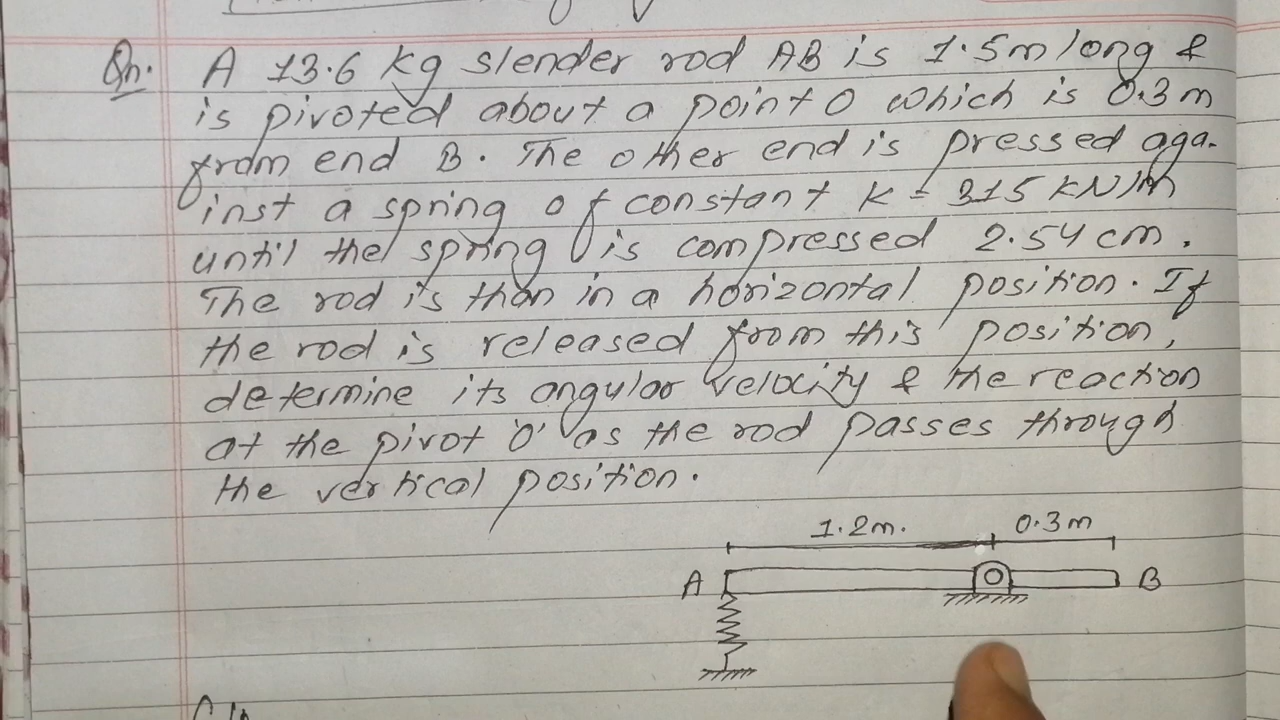 Qn. A 13.6 kg slender rod AB is 1.5m long &
is pivoted about a point O which is 0.3m
from end B. The other end is pressed aga-
inst a spring of constant K = 315 KN/m
until the spring is compressed 2.54 cm.
The rod is than in a horizontal position. If
the rod is released from this position,
determine its angular velocity & the reaction
at the pivot 'O' as the rod passes through
the vertical position.
1.2m. 0.3m
A B